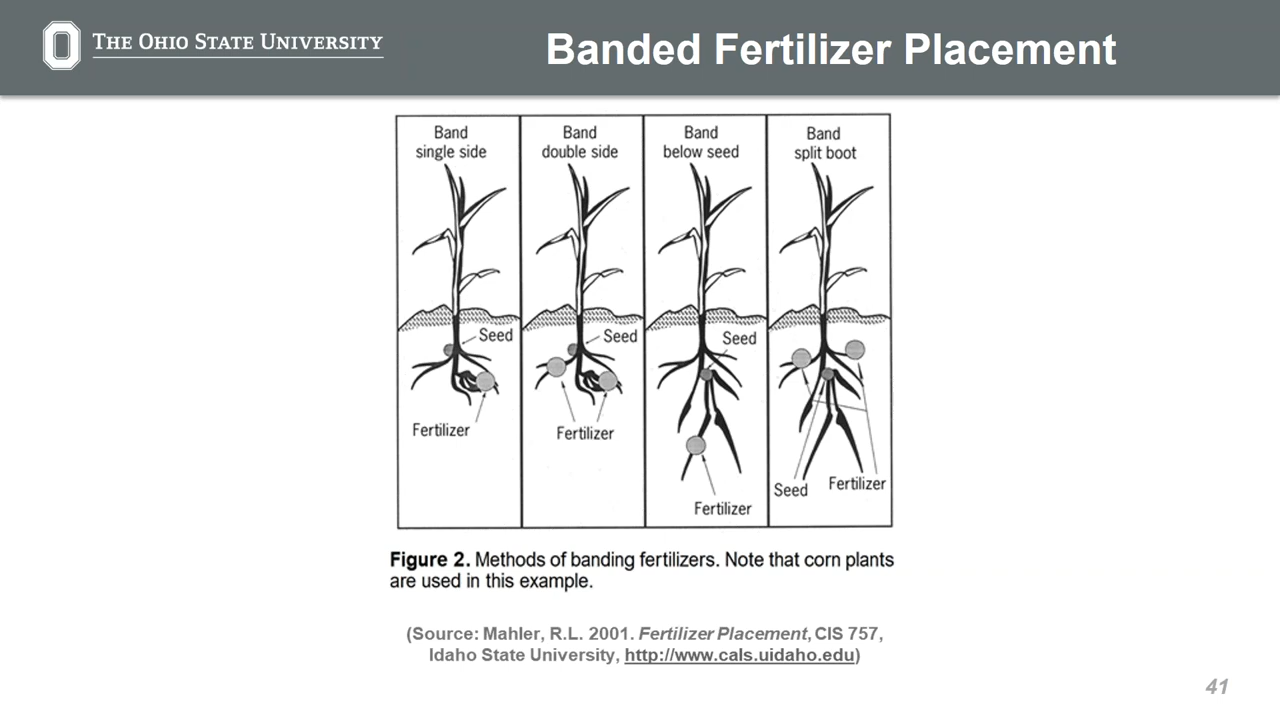 THE OHIO STATE UNIVERSITY
Banded Fertilizer Placement
Band
single side
Band
double side
Band
below seed
Band
split boot
Seed
Fertilizer
Seed
Fertilizer
Seed
Fertilizer
Seed
Fertilizer
Figure 2. Methods of banding fertilizers. Note that corn plants
are used in this example.
(Source: Mahler, R.L. 2001. Fertilizer Placement, CIS 757,
Idaho State University, http://www.cals.uidaho.edu)
41